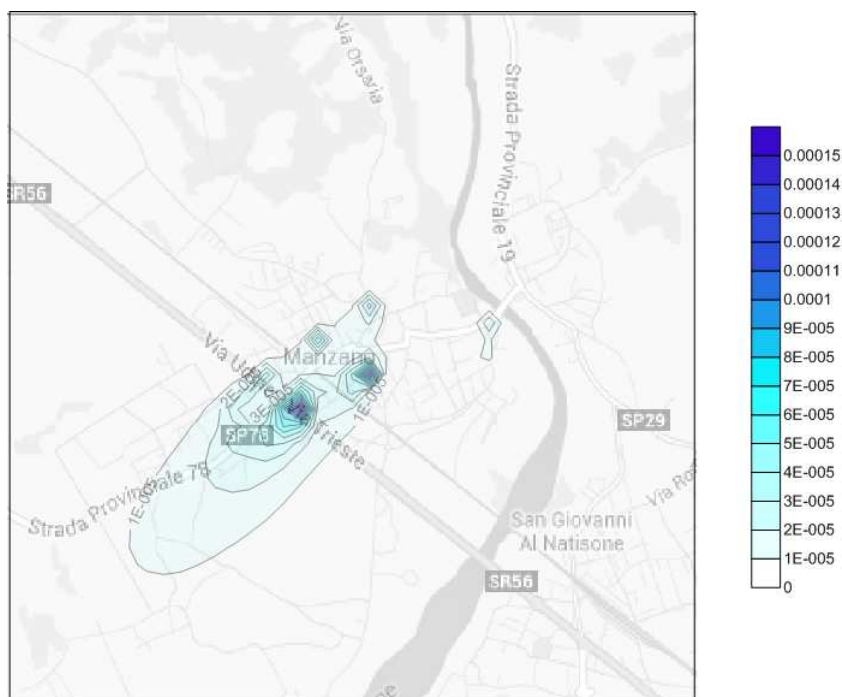 Via Orsaria
Strada Provinciale 19
SR56
Manzano
Via Udine
2E-005
3E-005
1E-005
Via Trieste
SP78
SP29
Strada Provinciale 78
1E-005
San Giovanni
Al Natisone
SR56
0.00015
0.00014
0.00013
0.00012
0.00011
0.0001
9E-005
8E-005
7E-005
6E-005
5E-005
4E-005
3E-005
2E-005
1E-005
0